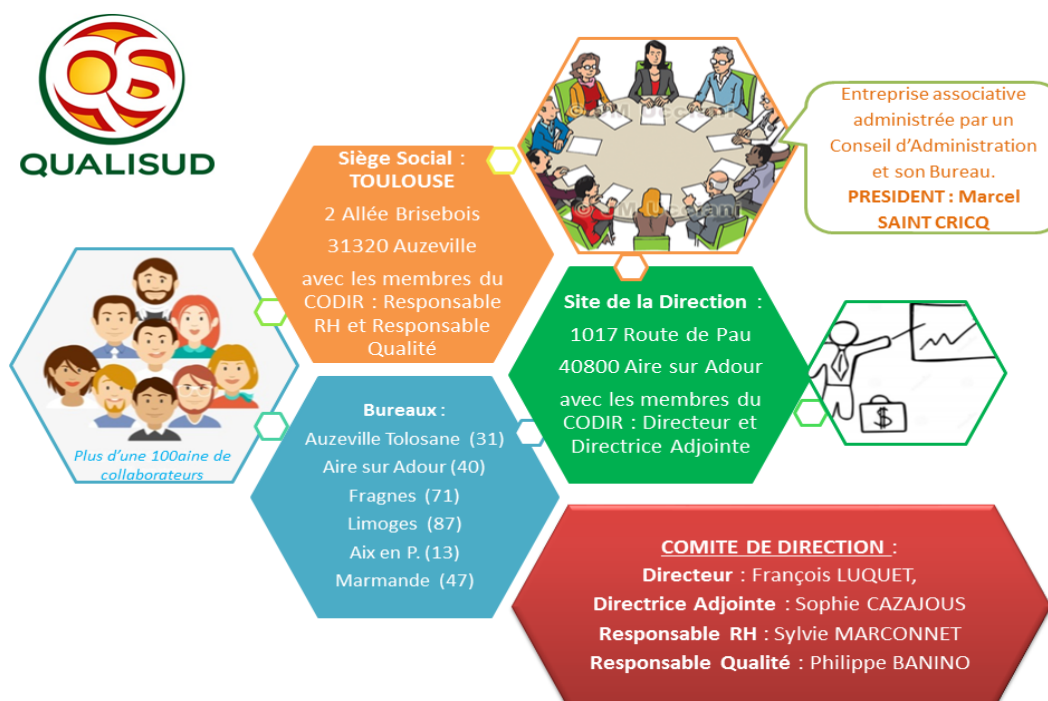 QS
QUALISUD
Siège Social :
TOULOUSE
2 Allée Brisebois
31320 Auzeville
avec les membres du
CODIR : Responsable
RH et Responsable
Qualité
© JM Ucciani
Entreprise associative
administrée par un
Conseil d'Administration
et son Bureau.
PRESIDENT : Marcel
SAINT CRICQ
Plus d'une 100aine de
collaborateurs
Site de la Direction :
1017 Route de Pau
40800 Aire sur Adour
avec les membres du
CODIR : Directeur et
Directrice Adjointe
$
Bureaux :
Auzeville Tolosane (31)
Aire sur Adour (40)
Fragnes (71)
Limoges (87)
Aix en P. (13)
Marmande (47)
COMITE DE DIRECTION :
Directeur : François LUQUET,
Directrice Adjointe : Sophie CAZAJOUS
Responsable RH : Sylvie MARCONNET
Responsable Qualité : Philippe BANINO